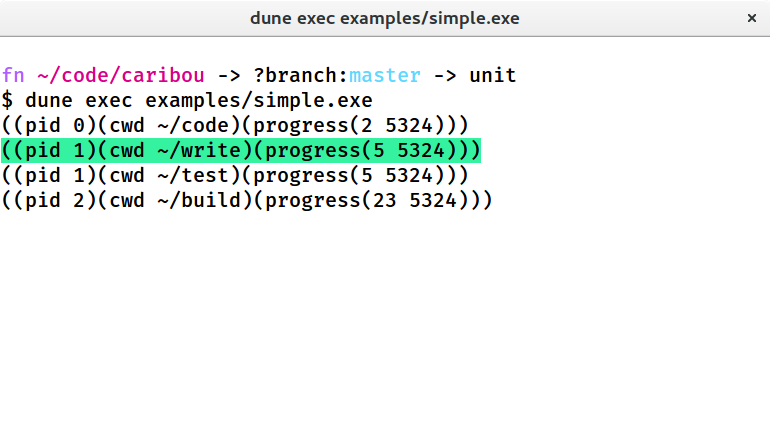 dune exec examples/simple.exe
fn ~/code/caribou -> ?branch:master -> unit
$ dune exec examples/simple.exe
((pid 0)(cwd ~/code)(progress(2 5324)))
((pid 1)(cwd ~/write)(progress(5 5324)))
((pid 1)(cwd ~/test)(progress(5 5324)))
((pid 2)(cwd ~/build)(progress(23 5324)))